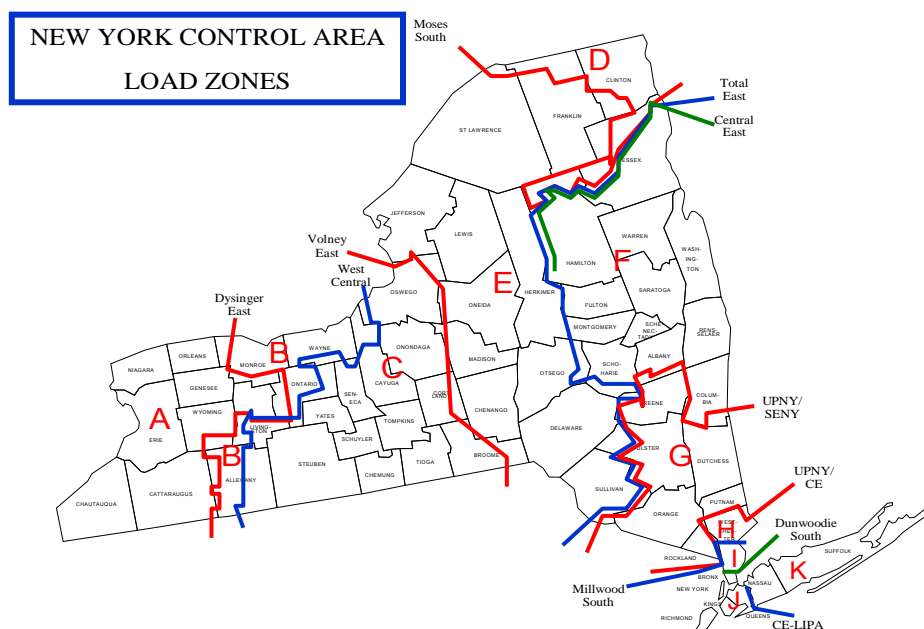 NEW YORK CONTROL AREA
LOAD ZONES
Moses
South
D
CLINTON
Total
East
Central
East
FRANKLIN
ST LAWRENCE
ESSEX
JEFFERSON
LEWIS
WARREN
WASH-
ING-
TON
Volney
East
West
Central
HAMILTON
F
E
HERKIMER
OSWEGO
ONEIDA
SARATOGA
FULTON
Dysinger
East
MONTGOMERY
SCHE-
NEC-
TADY
RENS-
SELAER
B
WAYNE
ONONDAGA
MADISON
C
ORLEANS
MONROE
NIAGARA
GENESEE
ONTARIO
SEN-
ECA
CAYUGA
CORT
LAND
OTSEGO
SCHO-
HARIE
ALBANY
A
WYOMING
ERIE
LIVING-
STON
YATES
TOMPKINS
CHENANGO
GREENE
COLUM-
BIA
UPNY/
SENY
DELAWARE
B
SCHUYLER
STEUBEN
CHEMUNG
TIOGA
BROOME
ULSTER
G
DUTCHESS
CHAUTAUQUA
CATTARAUGUS
ALLEGANY
SULLIVAN
UPNY/
CE
PUTNAM
ORANGE
WEST-
CHES-
TER
H
Dunwoodie
South
I
ROCKLAND
SUFFOLK
K
BRONX
NASSAU
Millwood
South
NEW YORK
J
KINGS
QUEENS
RICHMOND
CE-LIPA